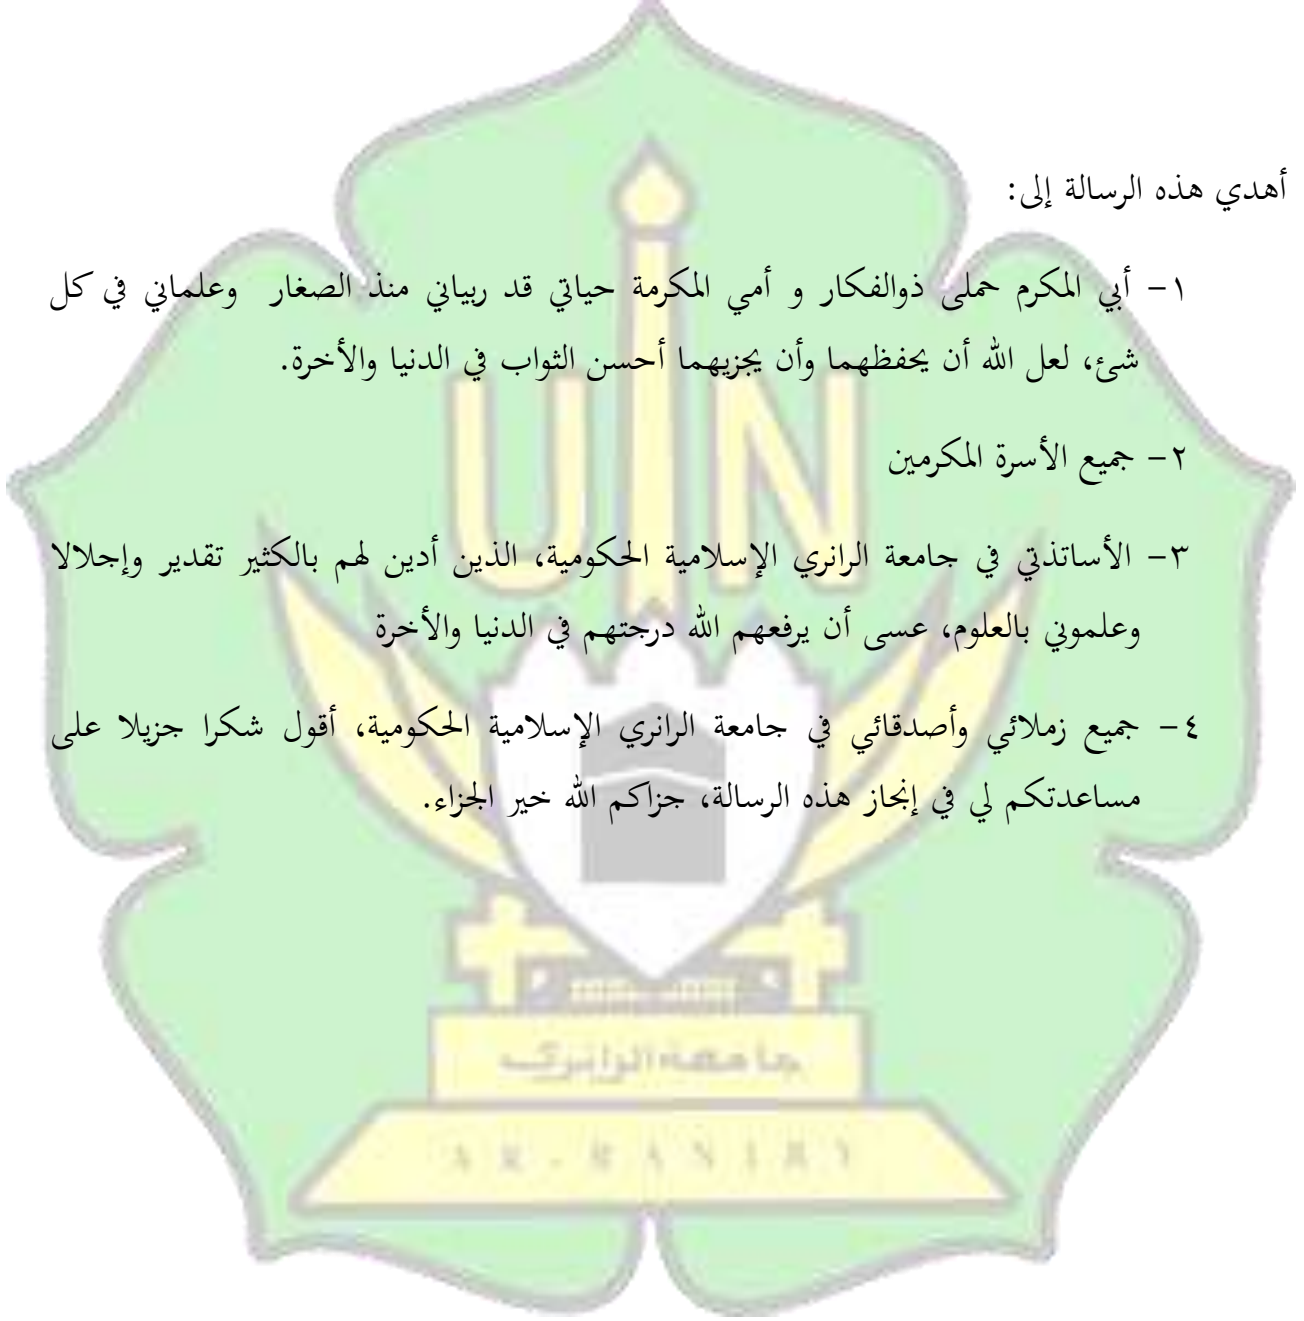 أهدي هذه الرسالة إلى:
١- أبي المكرم حملى ذوالفكار و أمي المكرمة حياتي قد ربياني منذ الصغار وعلماني في كل
شئ، لعل الله أن يحفظهما وأن يجزيهما أحسن الثواب في الدنيا والأخرة.
٢- جميع الأسرة المكرمين
٣- الأساتذتي في جامعة الرانري الإسلامية الحكومية، الذين أدين لهم بالكثير تقدير وإجلالا
وعلموني بالعلوم، عسى أن يرفعهم الله درجتهم في الدنيا والأخرة
٤- جميع زملائي وأصدقائي في جامعة الرانري الإسلامية الحكومية، أقول شكرا جزيلا على
مساعدتكم لي في إنجاز هذه الرسالة، جزاكم الله خير الجزاء.
UIN
جامعة الرانيري
AR-RANIRY